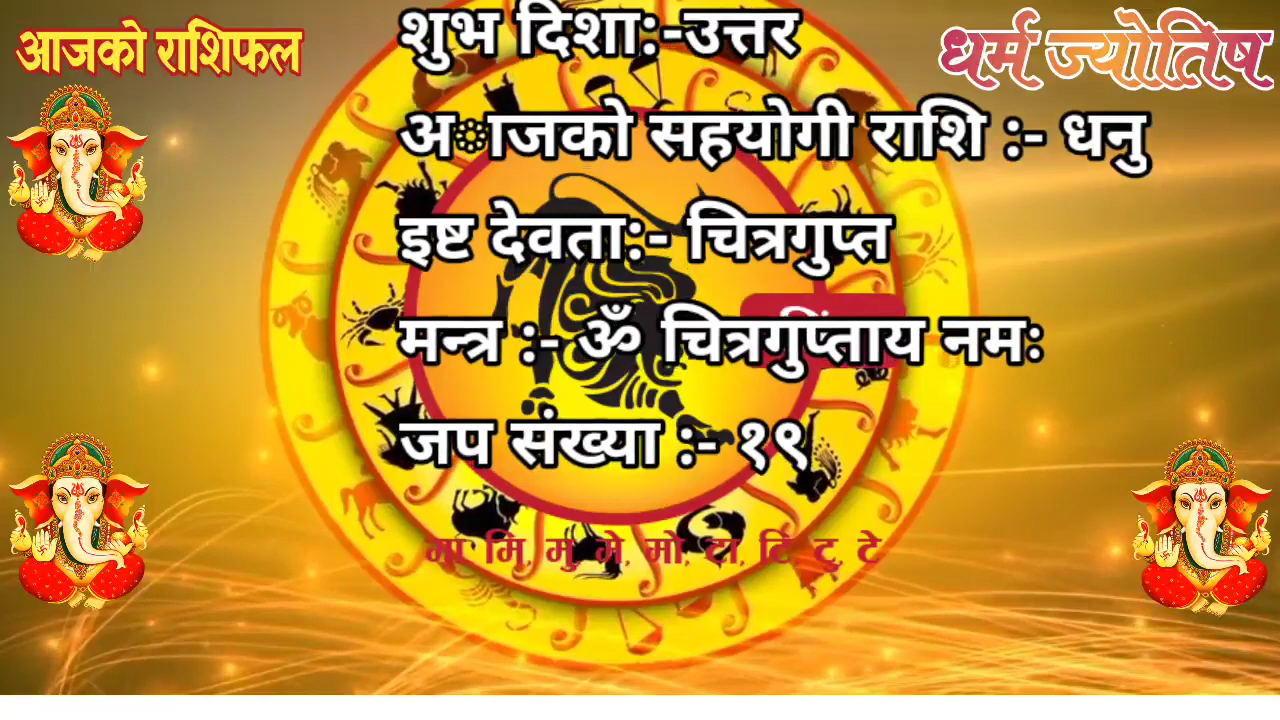 आजको राशिफल
धर्म ज्योतिष
शुभ दिशा:-उत्तर
अाजको सहयोगी राशि :- धनु
इष्ट देवता:- चित्रगुप्त
मन्त्र :- ॐ चित्रगुप्ताय नमः
जप संख्या :- १९
मा, मि, मु, मे, मो, टा, टि, टु, टे